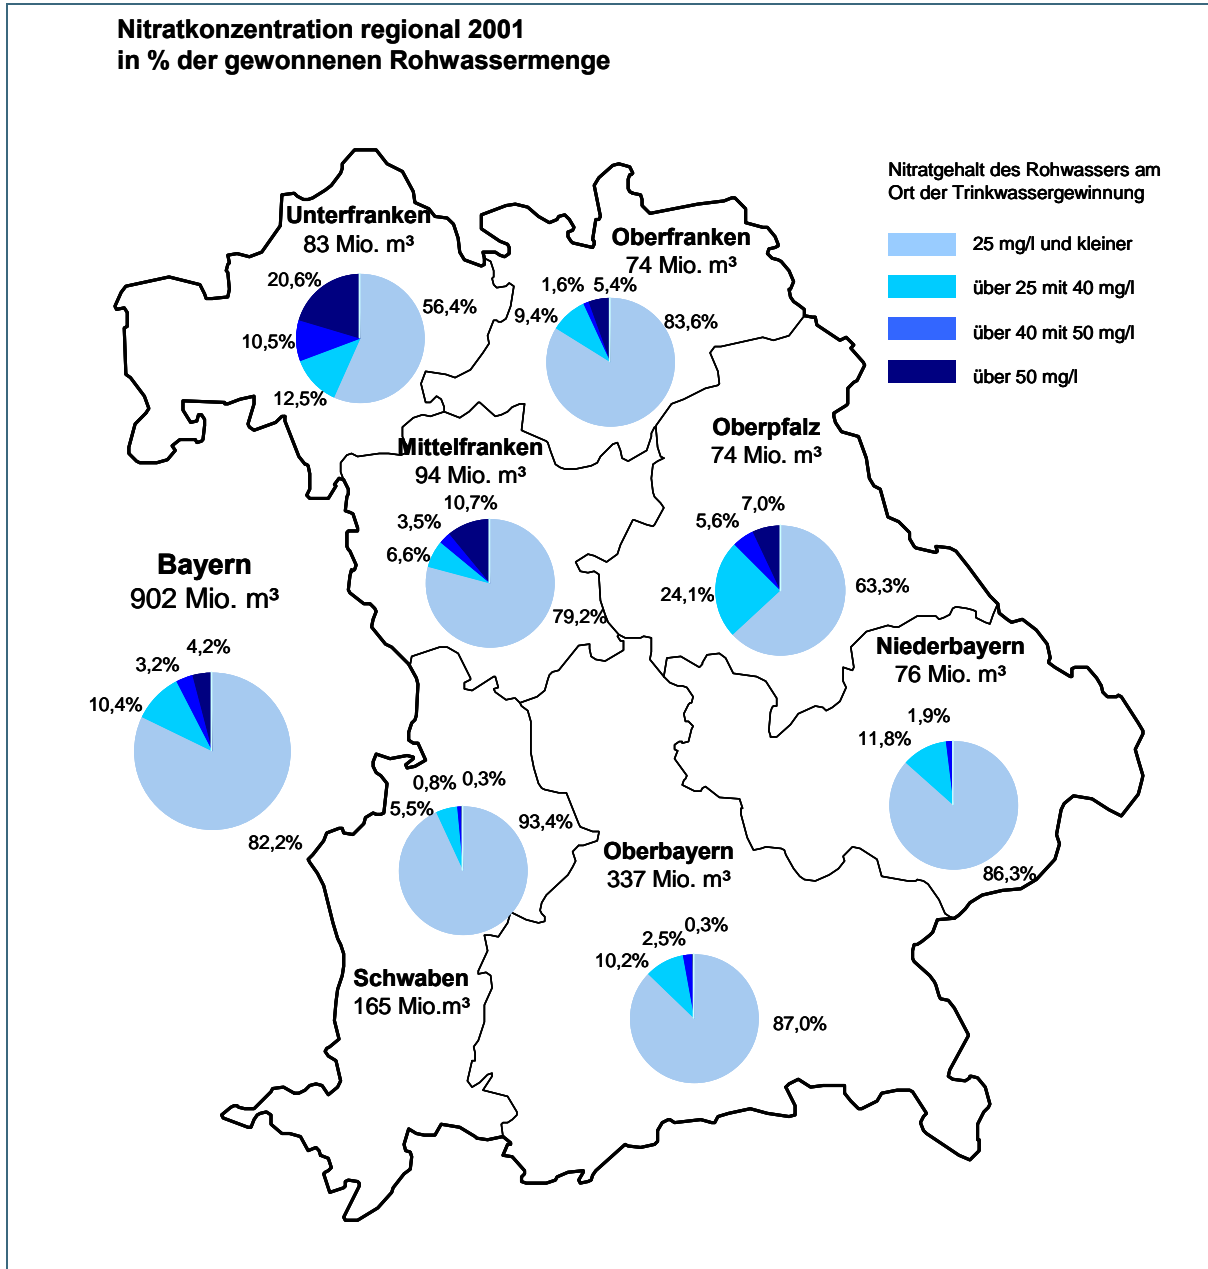 Nitratkonzentration regional 2001
in % der gewonnenen Rohwassermenge
Nitratgehalt des Rohwassers am
Ort der Trinkwassergewinnung
25 mg/l und kleiner
über 25 mit 40 mg/l
über 40 mit 50 mg/l
über 50 mg/l
Unterfranken
83 Mio. m³
20,6%
56,4%
10,5%
12,5%
Oberfranken
74 Mio. m³
1,6% 5,4%
9,4%
83,6%
Mittelfranken
94 Mio. m³
10,7%
3,5%
6,6%
79,2%
Oberpfalz
74 Mio. m³
7,0%
5,6%
24,1%
63,3%
Bayern
902 Mio. m³
4,2%
3,2%
10,4%
82,2%
Niederbayern
76 Mio. m³
1,9%
11,8%
86,3%
0,8% 0,3%
5,5%
93,4%
Schwaben
165 Mio.m³
Oberbayern
337 Mio. m³
0,3%
2,5%
10,2%
87,0%